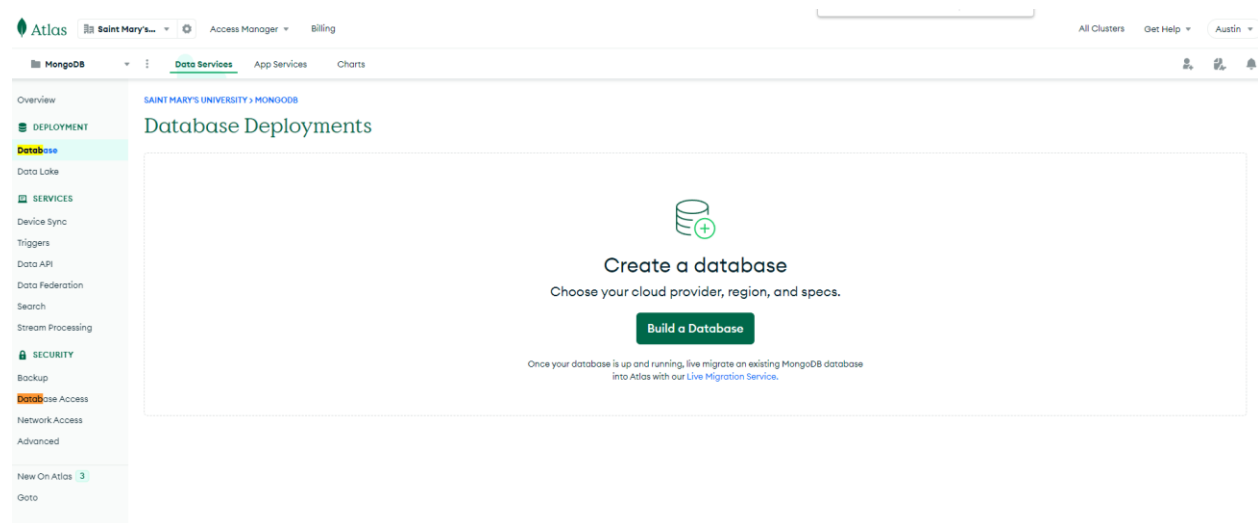 Atlas Saint Mary's... Access Manager Billing All Clusters Get Help Austin
MongoDB Data Services App Services Charts
Overview
DEPLOYMENT
Database
Data Lake
SERVICES
Device Sync
Triggers
Data API
Data Federation
Search
Stream Processing
SECURITY
Backup
Database Access
Network Access
Advanced
New On Atlas 3
Goto
SAINT MARY'S UNIVERSITY > MONGODB
Database Deployments
Create a database
Choose your cloud provider, region, and specs.
Build a Database
Once your database is up and running, live migrate an existing MongoDB database
into Atlas with our Live Migration Service.